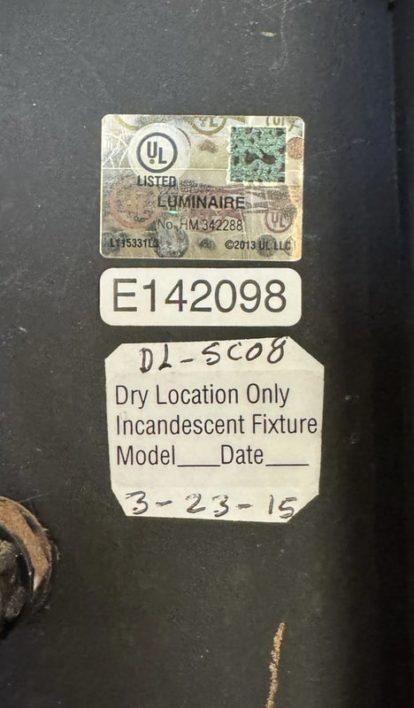 UL
LISTED
LUMINAIRE
No. HM 342288
©2013 UL LLC
E142098
DL-SC08
Dry Location Only
Incandescent Fixture
Model___Date___
3-23-15